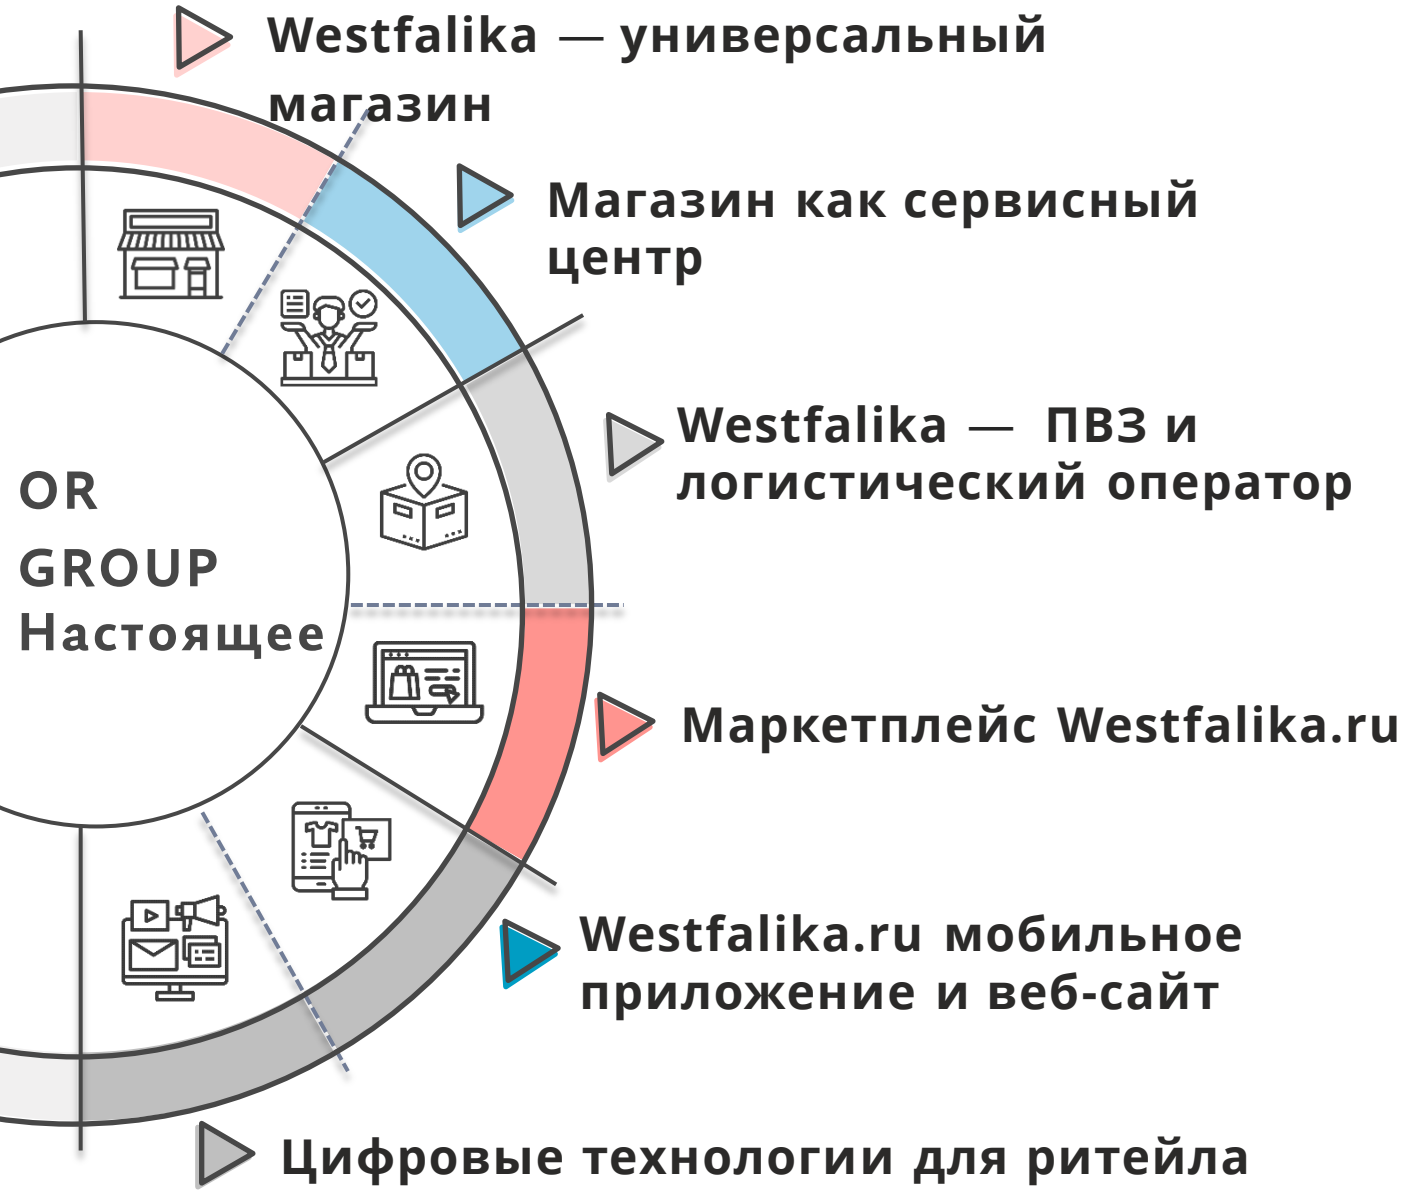 Westfalika — универсальный
магазин
Магазин как сервисный
центр
Westfalika — ПВЗ и
логистический оператор
OR
GROUP
Настоящее
Маркетплейс Westfalika.ru
Westfalika.ru мобильное
приложение и веб-сайт
Цифровые технологии для ритейла